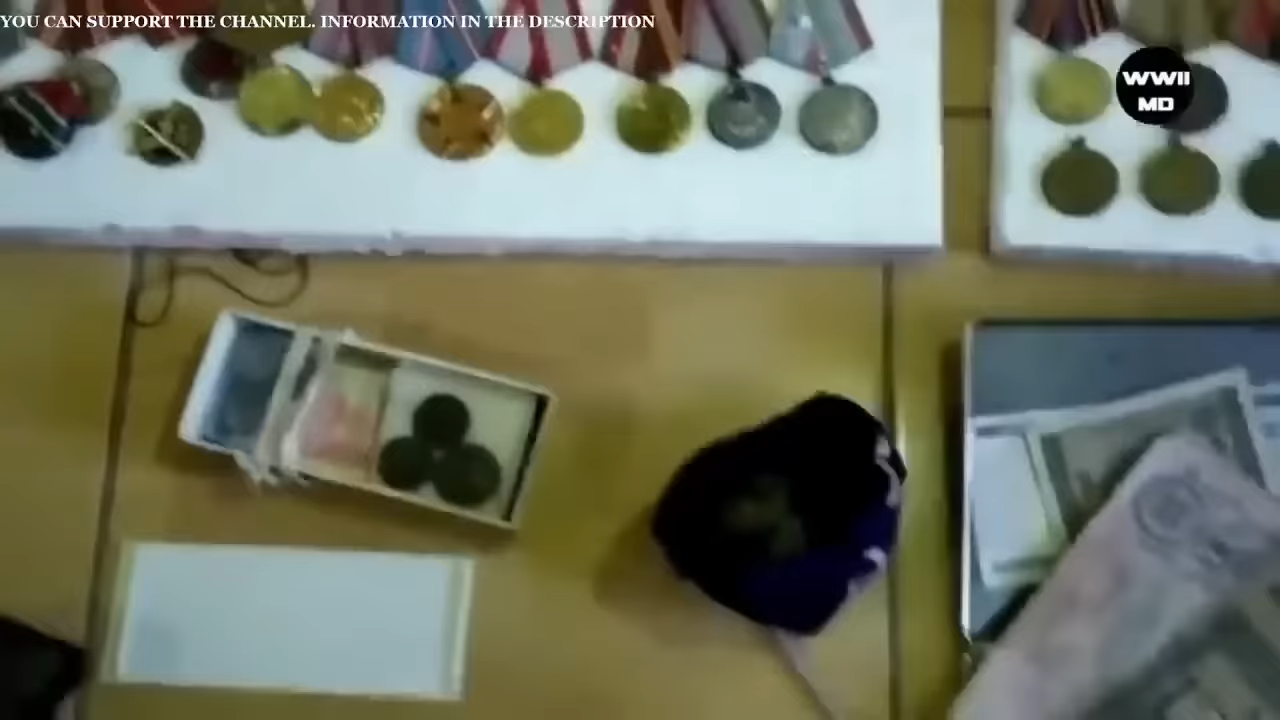 YOU CAN SUPPORT THE CHANNEL. INFORMATION IN THE DESCRIPTION
WWII
MD